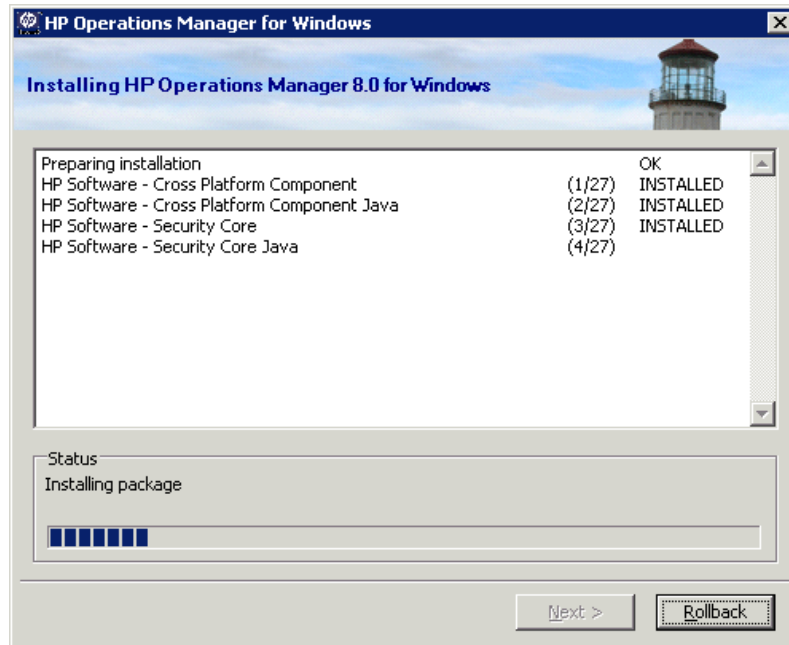 HP Operations Manager for Windows
Installing HP Operations Manager 8.0 for Windows
Preparing installation OK
HP Software - Cross Platform Component (1/27) INSTALLED
HP Software - Cross Platform Component Java (2/27) INSTALLED
HP Software - Security Core (3/27) INSTALLED
HP Software - Security Core Java (4/27)
Status
Installing package
Next > Rollback